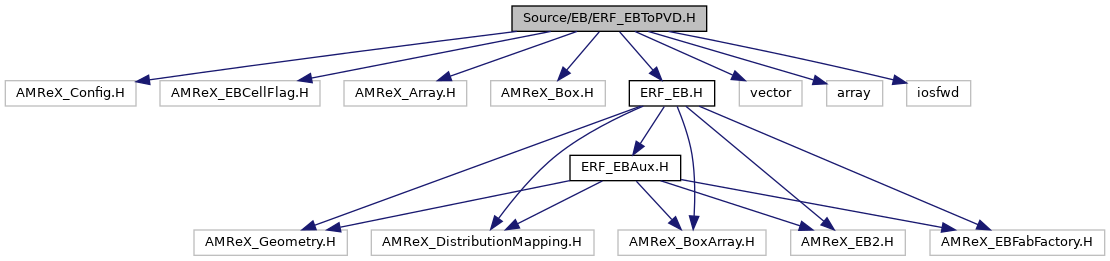 Source/EB/ERF_EBToPVD.H
AMReX_Config.H
AMReX_EBCellFlag.H
AMReX_Array.H
AMReX_Box.H
ERF_EB.H
vector
array
iosfwd
ERF_EBAux.H
AMReX_Geometry.H
AMReX_DistributionMapping.H
AMReX_BoxArray.H
AMReX_EB2.H
AMReX_EBFabFactory.H